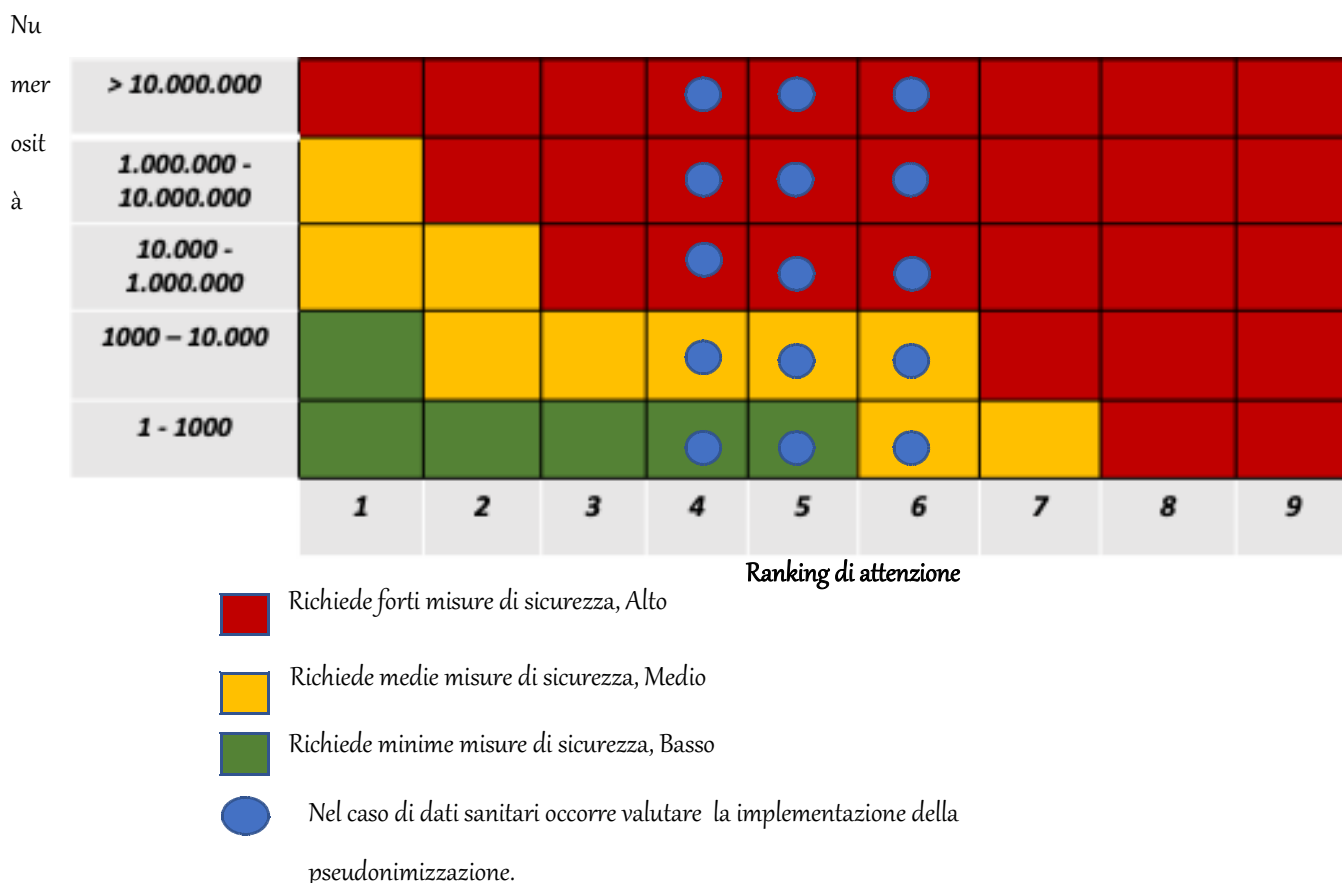 Nu
mer
osit
à
> 10.000.000
1.000.000 -
10.000.000
10.000 -
1.000.000
1000 – 10.000
1 - 1000
1 2 3 4 5 6 7 8 9
Ranking di attenzione
Richiede forti misure di sicurezza, Alto
Richiede medie misure di sicurezza, Medio
Richiede minime misure di sicurezza, Basso
Nel caso di dati sanitari occorre valutare la implementazione della
pseudonimizzazione.